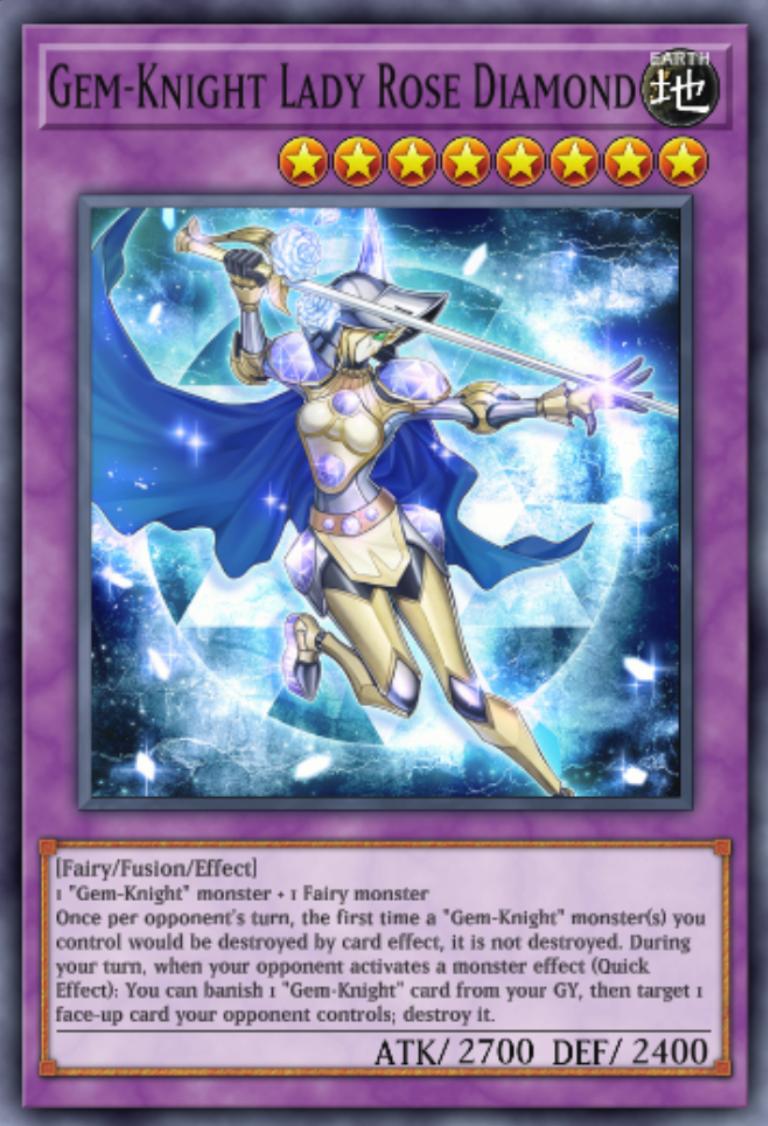 Gem-Knight Lady Rose Diamond
EARTH
地
[Fairy/Fusion/Effect]
1 "Gem-Knight" monster + 1 Fairy monster
Once per opponent's turn, the first time a "Gem-Knight" monster(s) you
control would be destroyed by card effect, it is not destroyed. During
your turn, when your opponent activates a monster effect (Quick
Effect): You can banish 1 "Gem-Knight" card from your GY, then target 1
face-up card your opponent controls; destroy it.
ATK/ 2700 DEF/ 2400